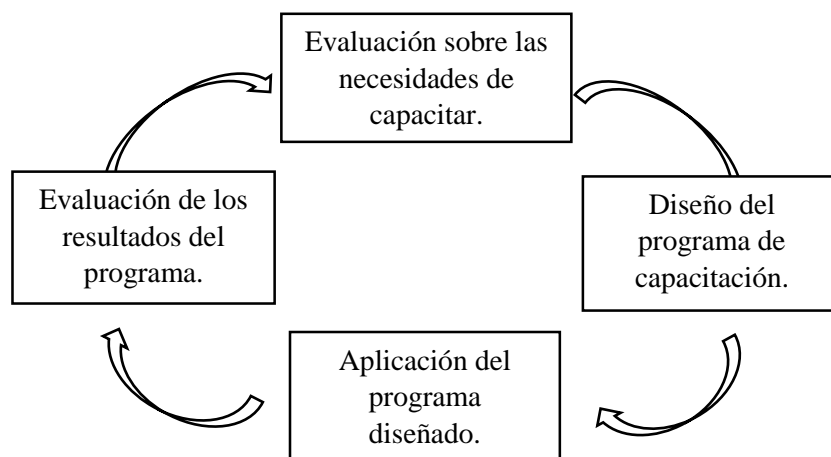 Evaluación sobre las
necesidades de
capacitar.
Diseño del
programa de
capacitación.
Aplicación del
programa
diseñado.
Evaluación de los
resultados del
programa.